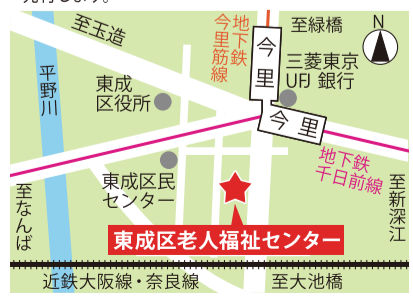 至玉造
地下鉄
今里筋線
至緑橋
N
今里
三菱東京
UFJ 銀行
平野川
東成
区役所
今里
地下鉄
千日前線
東成区民
センター
至なんば
至新深江
東成区老人福祉センター
近鉄大阪線・奈良線
至大池橋